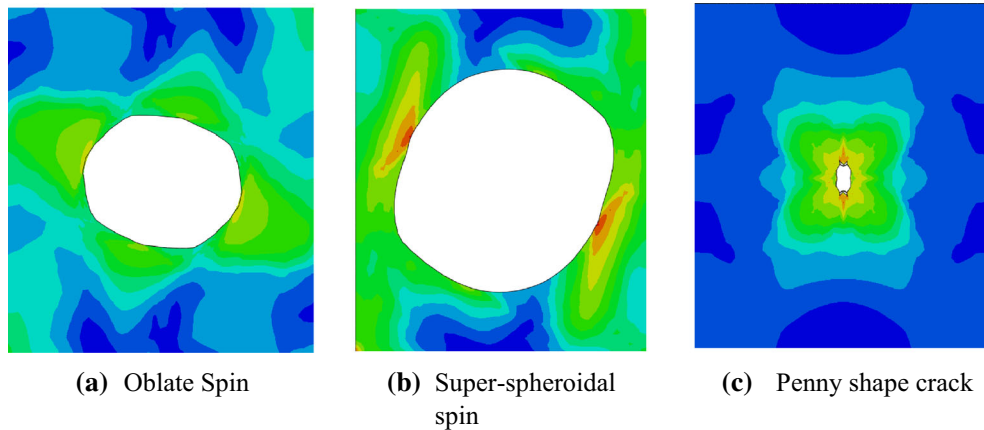 (a) Oblate Spin
(b) Super-spheroidal
spin
(c) Penny shape crack